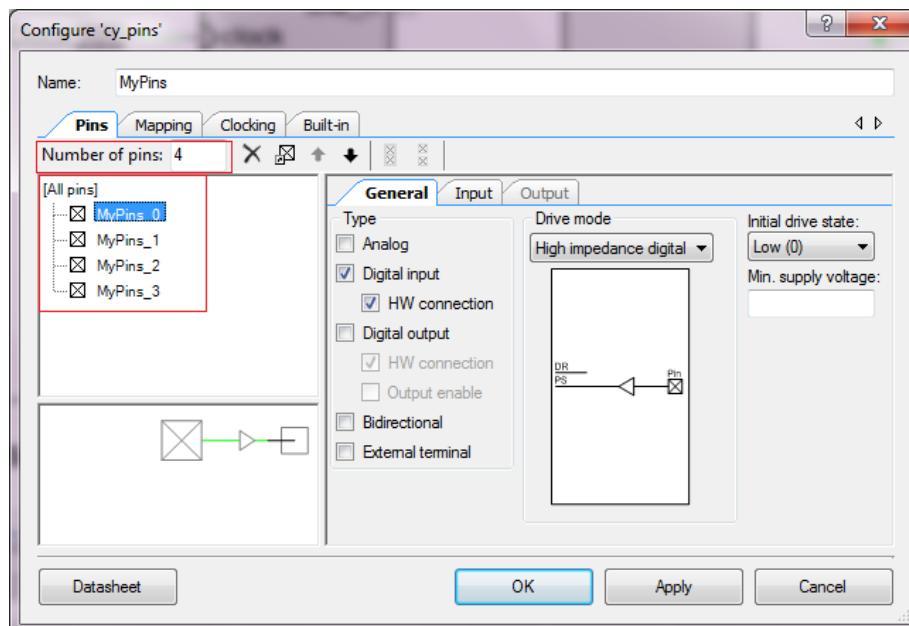 Configure 'cy_pins'
clock
Name: MyPins
Pins Mapping Clocking Built-in
Number of pins: 4
[All pins]
MyPins_0
MyPins_1
MyPins_2
MyPins_3
General Input Output
Type
Analog
Digital input
HW connection
Digital output
HW connection
Output enable
Bidirectional
External terminal
Drive mode
High impedance digital
DR
PS
Pin
Initial drive state:
Low (0)
Min. supply voltage:
Datasheet OK Apply Cancel